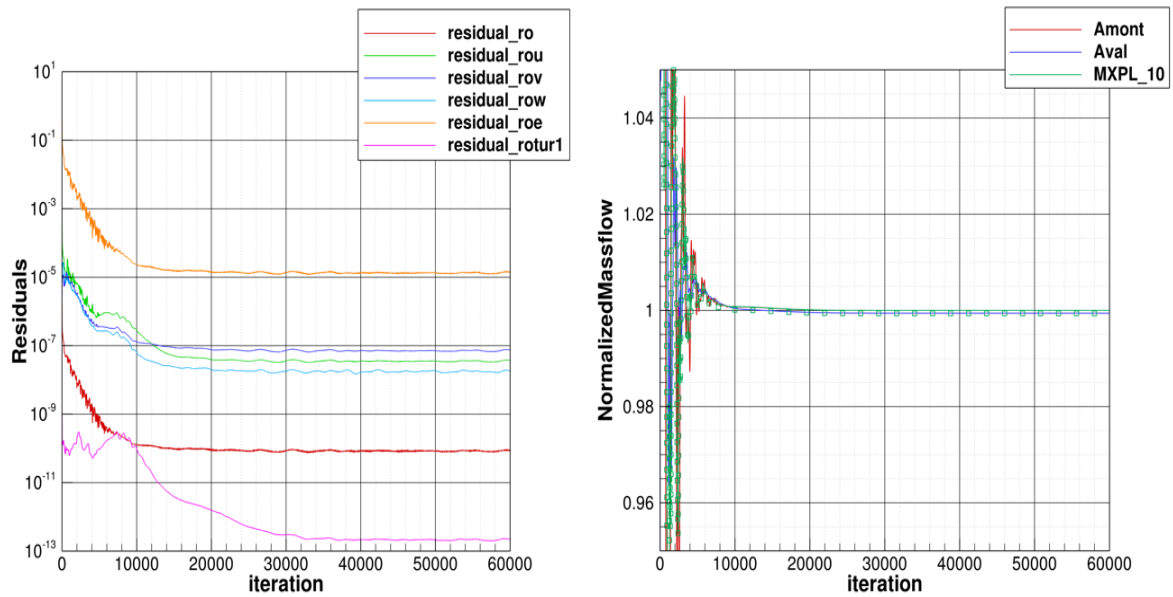 residual_ro
residual_rou
residual_rov
residual_row
residual_roe
residual_rotur1
10^1
10^-1
10^-3
10^-5
10^-7
10^-9
10^-11
10^-13
Residuals
0 10000 20000 30000 40000 50000 60000
iteration
Amont
Aval
MXPL_10
1.04
1.02
1
0.98
0.96
NormalizedMassflow
0 10000 20000 30000 40000 50000 60000
iteration